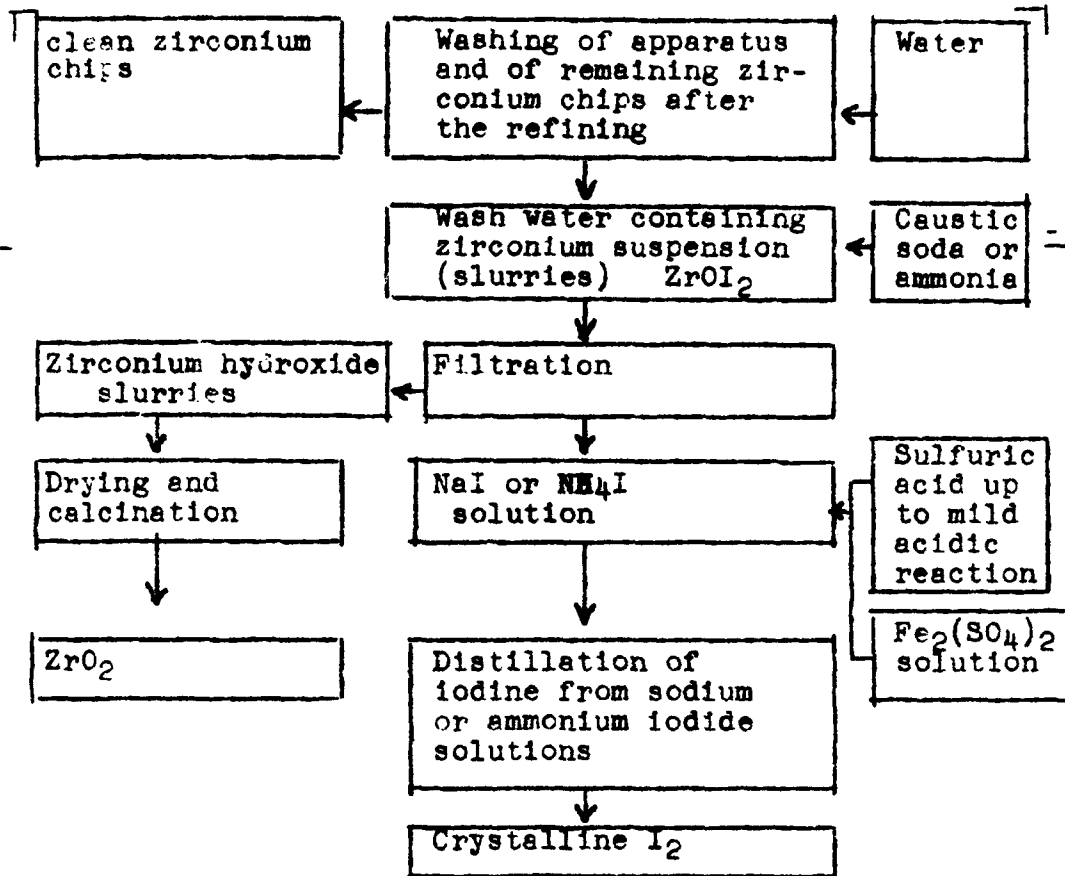 clean zirconium
chips
Washing of apparatus
and of remaining zir-
conium chips after
the refining
Water
Wash water containing
zirconium suspension
(slurries) ZrOI₂
Caustic
soda or
ammonia
Zirconium hydroxide
slurries
Filtration
Drying and
calcination
NaI or NH₄I
solution
Sulfuric
acid up
to mild
acidic
reaction
Fe₂(SO₄)₂
solution
ZrO₂
Distillation of
iodine from sodium
or ammonium iodide
solutions
Crystalline I₂